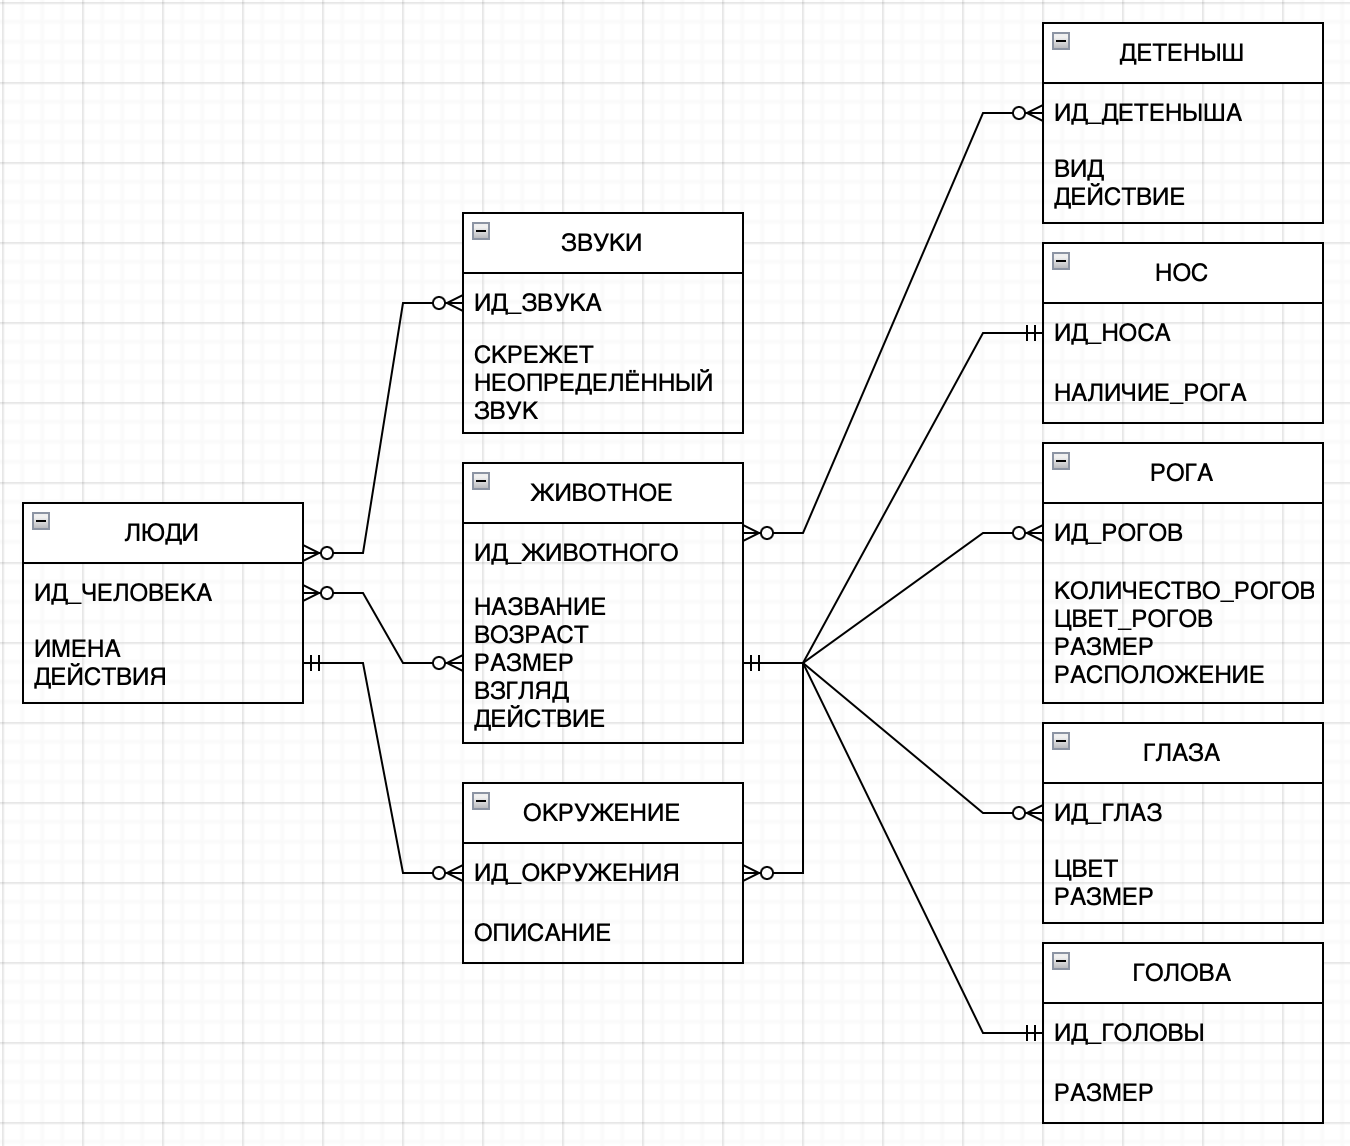 ДЕТЕНЫШ
ИД_ДЕТЕНЫША
ВИД
ДЕЙСТВИЕ
ЗВУКИ
ИД_ЗВУКА
СКРЕЖЕТ
НЕОПРЕДЕЛЁННЫЙ
ЗВУК
НОС
ИД_НОСА
НАЛИЧИЕ_РОГА
ЖИВОТНОЕ
ИД_ЖИВОТНОГО
НАЗВАНИЕ
ВОЗРАСТ
РАЗМЕР
ВЗГЛЯД
ДЕЙСТВИЕ
РОГА
ИД_РОГОВ
КОЛИЧЕСТВО_РОГОВ
ЦВЕТ_РОГОВ
РАЗМЕР
РАСПОЛОЖЕНИЕ
ЛЮДИ
ИД_ЧЕЛОВЕКА
ИМЕНА
ДЕЙСТВИЯ
ОКРУЖЕНИЕ
ИД_ОКРУЖЕНИЯ
ОПИСАНИЕ
ГЛАЗА
ИД_ГЛАЗ
ЦВЕТ
РАЗМЕР
ГОЛОВА
ИД_ГОЛОВЫ
РАЗМЕР